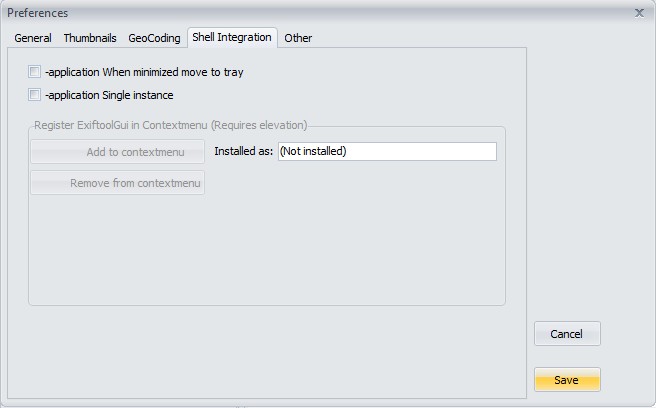 Preferences
General Thumbnails GeoCoding Shell Integration Other
-application When minimized move to tray
-application Single instance
Register ExiftoolGui in Contextmenu (Requires elevation)
Add to contextmenu Installed as: (Not installed)
Remove from contextmenu
Cancel
Save